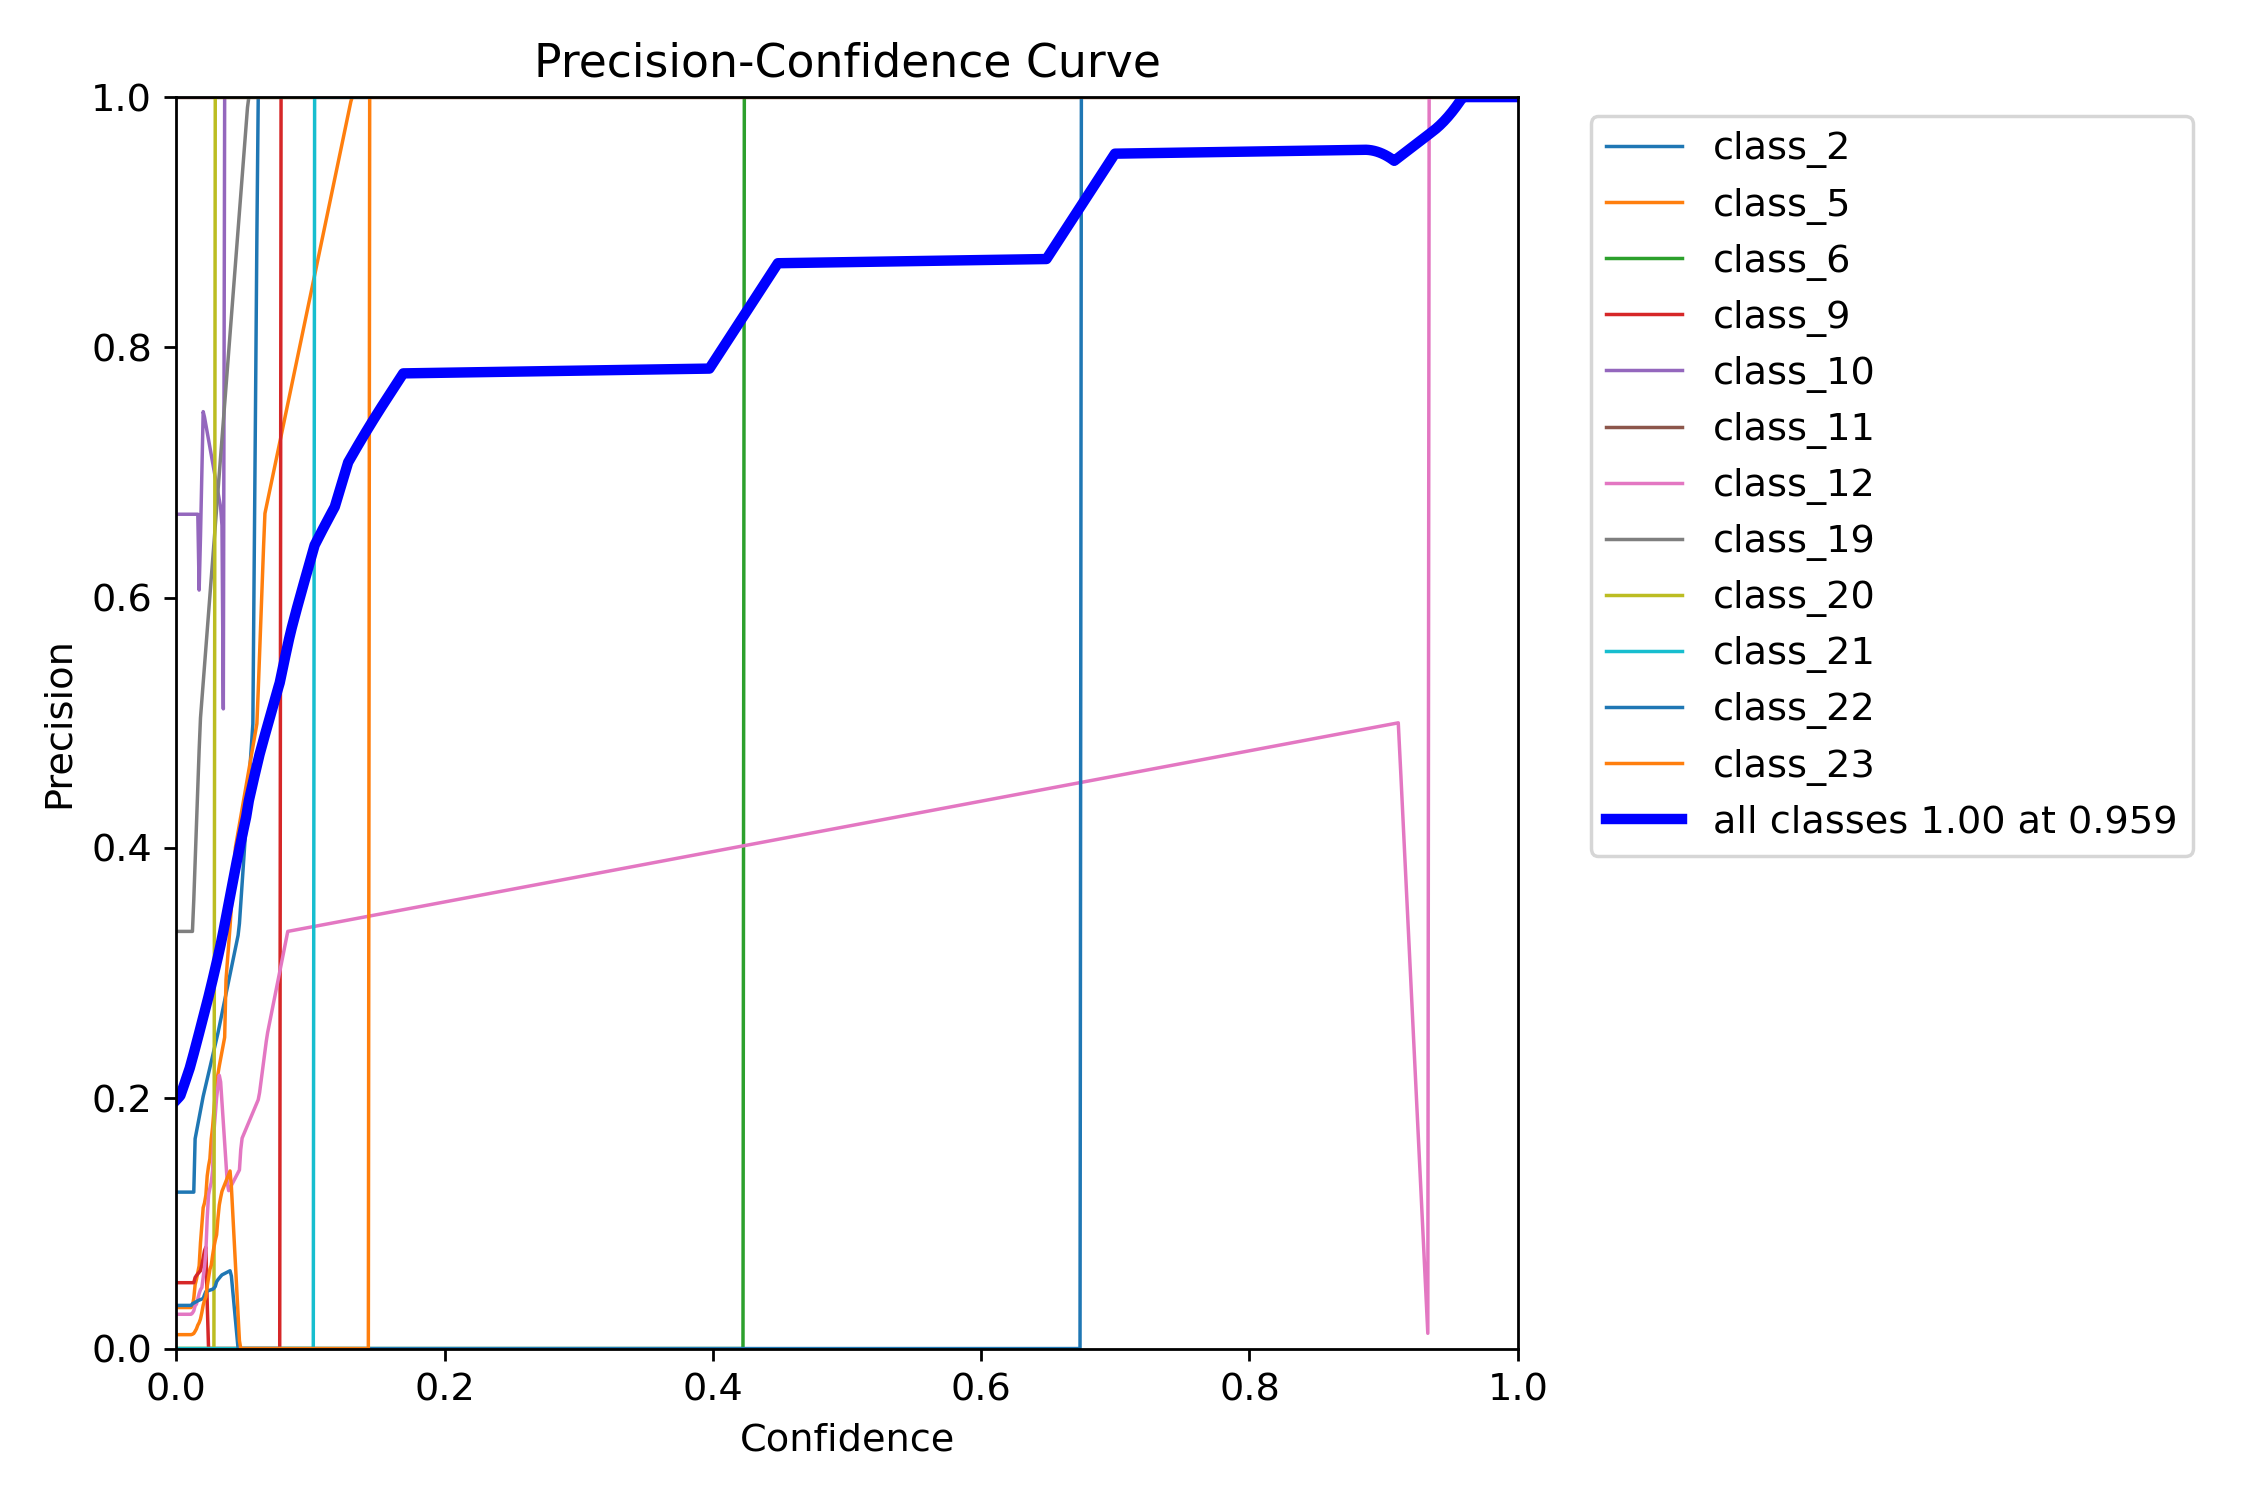 Precision-Confidence Curve
1.0
0.8
0.6
0.4
0.2
0.0
Precision
0.0 0.2 0.4 0.6 0.8 1.0
Confidence
class_2
class_5
class_6
class_9
class_10
class_11
class_12
class_19
class_20
class_21
class_22
class_23
all classes 1.00 at 0.959